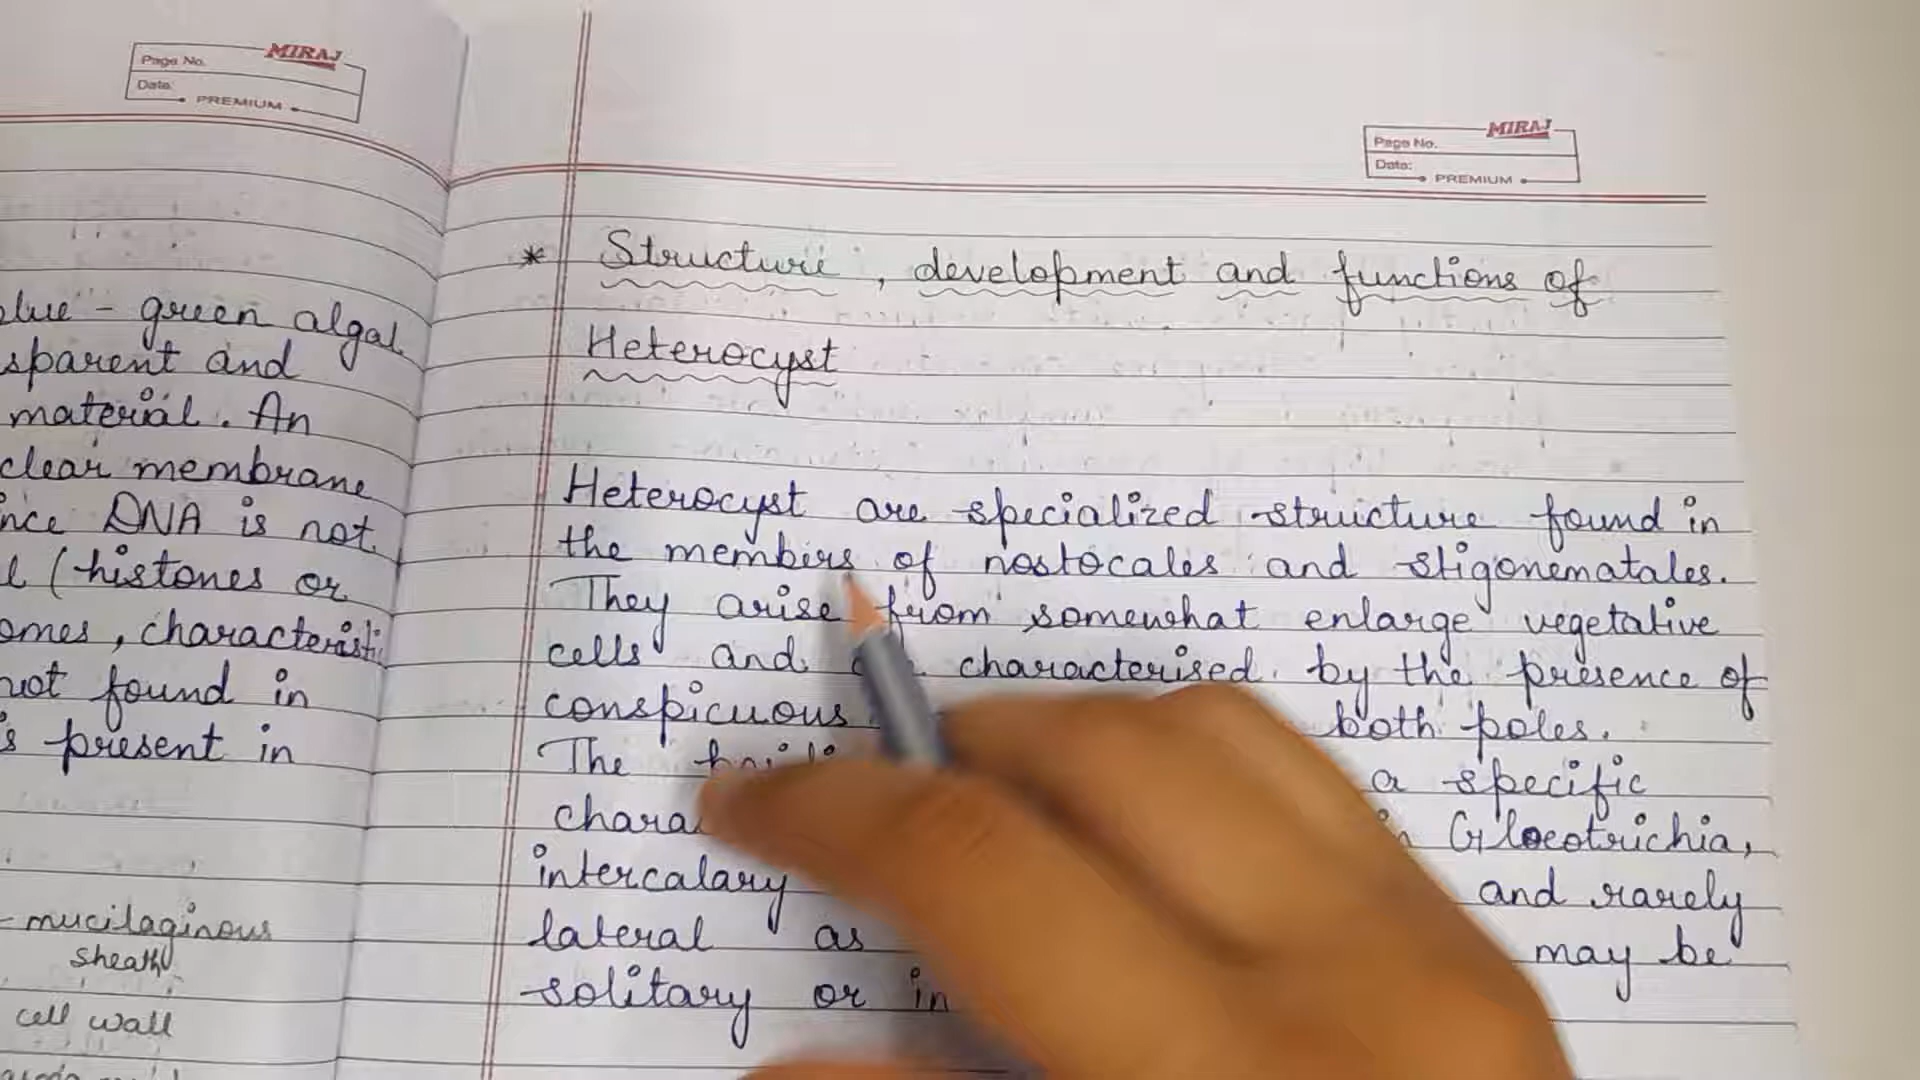 MIRAJ
Page No.
Date:
PREMIUM
blue - green algal
sparent and
material. An
clear membrane
nce DNA is not
l (histones or
omes, characteristi
not found in
s present in
- mucilaginous
sheath
cell wall
MIRAJ
Page No.
Date:
PREMIUM
* Structure, development and functions of
Heterocyst
Heterocyst are specialized structure found in
the members of nostocales and stigonematales.
They arise from somewhat enlarge vegetative
cells and characterised by the presence of
conspicuous both poles.
The a specific
in Gloeotrichia,
intercalary and rarely
lateral as may be
solitary or in